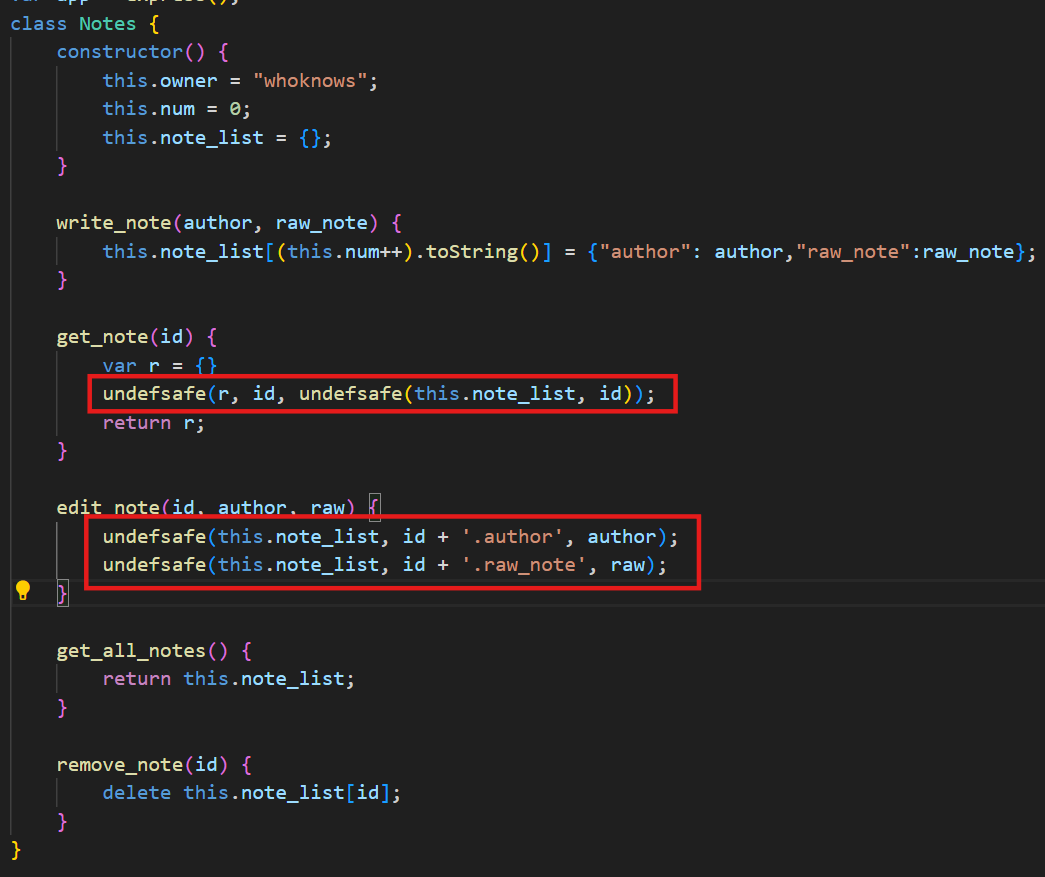 class Notes {
    constructor() {
        this.owner = "whoknows";
        this.num = 0;
        this.note_list = {};
    }

    write_note(author, raw_note) {
        this.note_list[(this.num++).toString()] = {"author": author,"raw_note":raw_note};
    }

    get_note(id) {
        var r = {}
        undefsafe(r, id, undefsafe(this.note_list, id));
        return r;
    }

    edit_note(id, author, raw) {
        undefsafe(this.note_list, id + '.author', author);
        undefsafe(this.note_list, id + '.raw_note', raw);
    }

    get_all_notes() {
        return this.note_list;
    }

    remove_note(id) {
        delete this.note_list[id];
    }
}